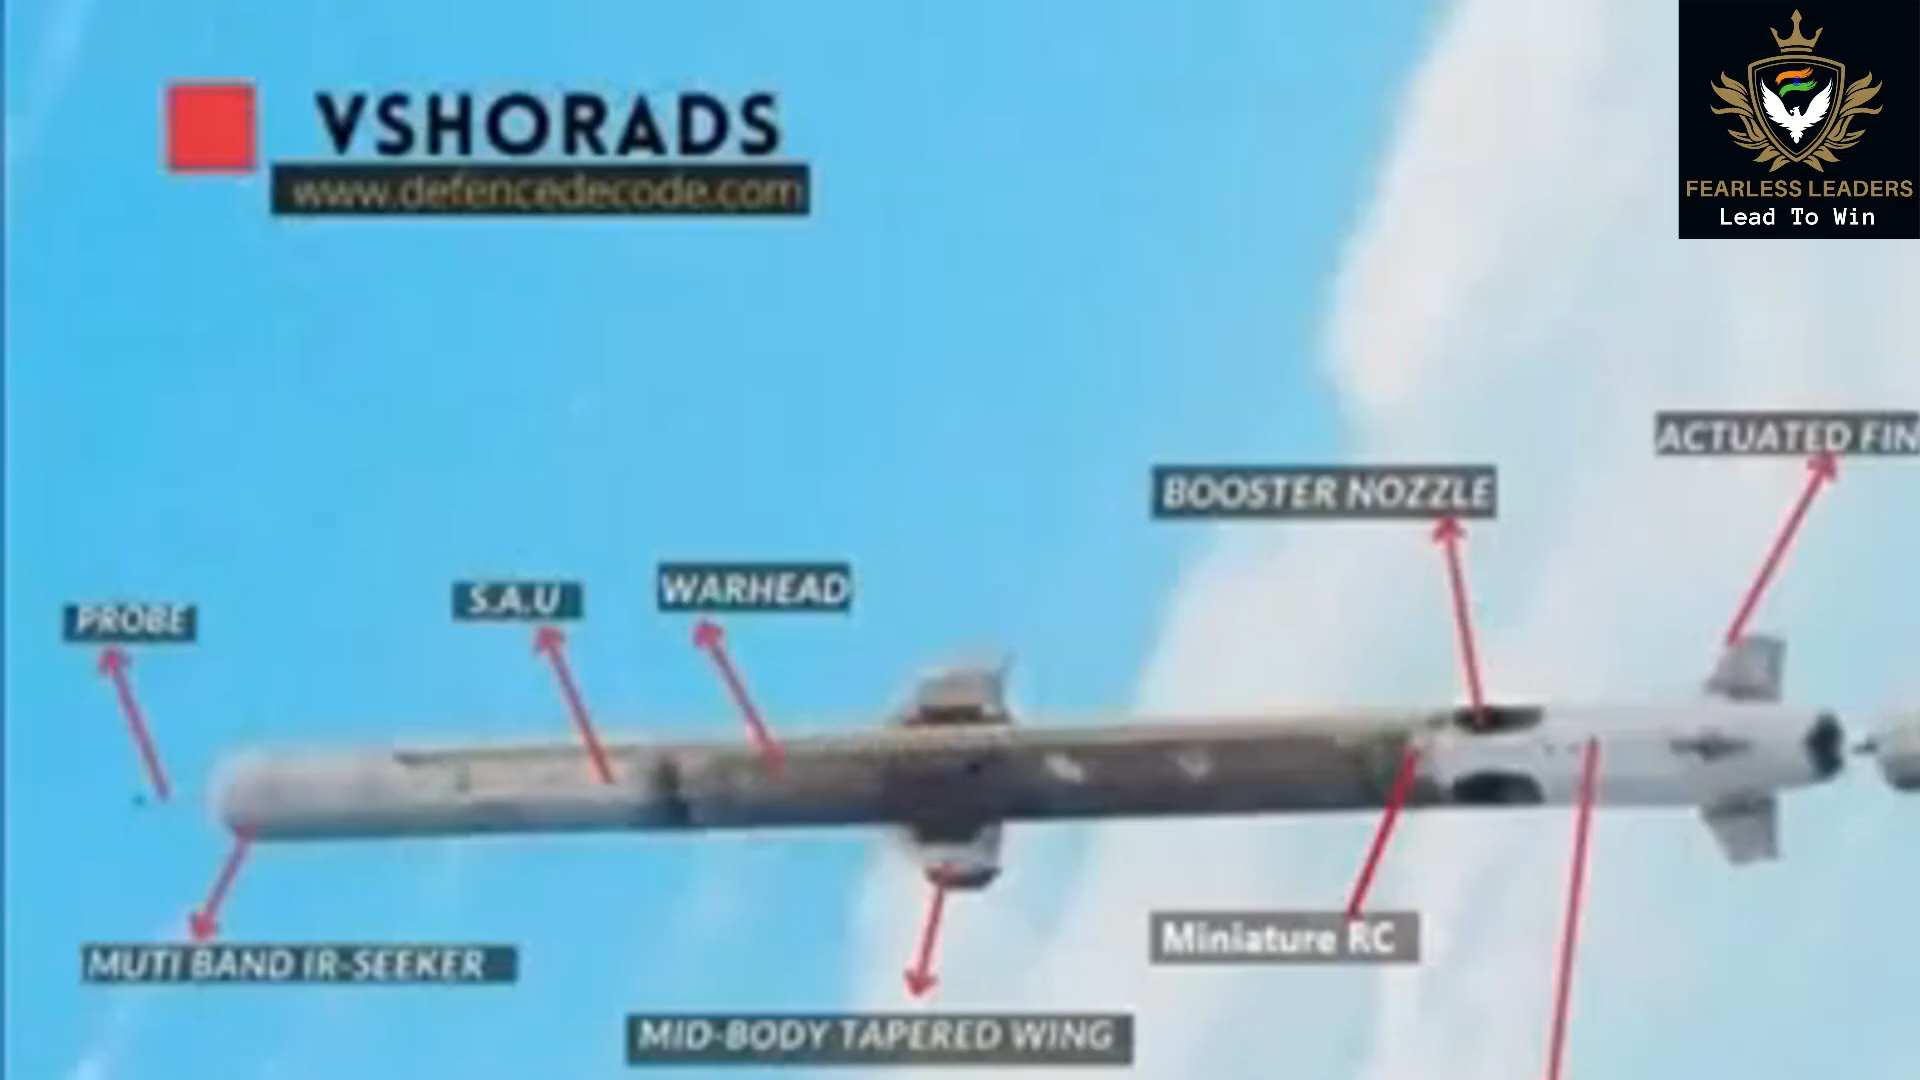 VSHORADS
www.defencedecode.com
FEARLESS LEADERS
Lead To Win
ACTUATED FIN
BOOSTER NOZZLE
WARHEAD
S.A.U
PROBE
Miniature RC
MUTI BAND IR-SEEKER
MID-BODY TAPERED WING